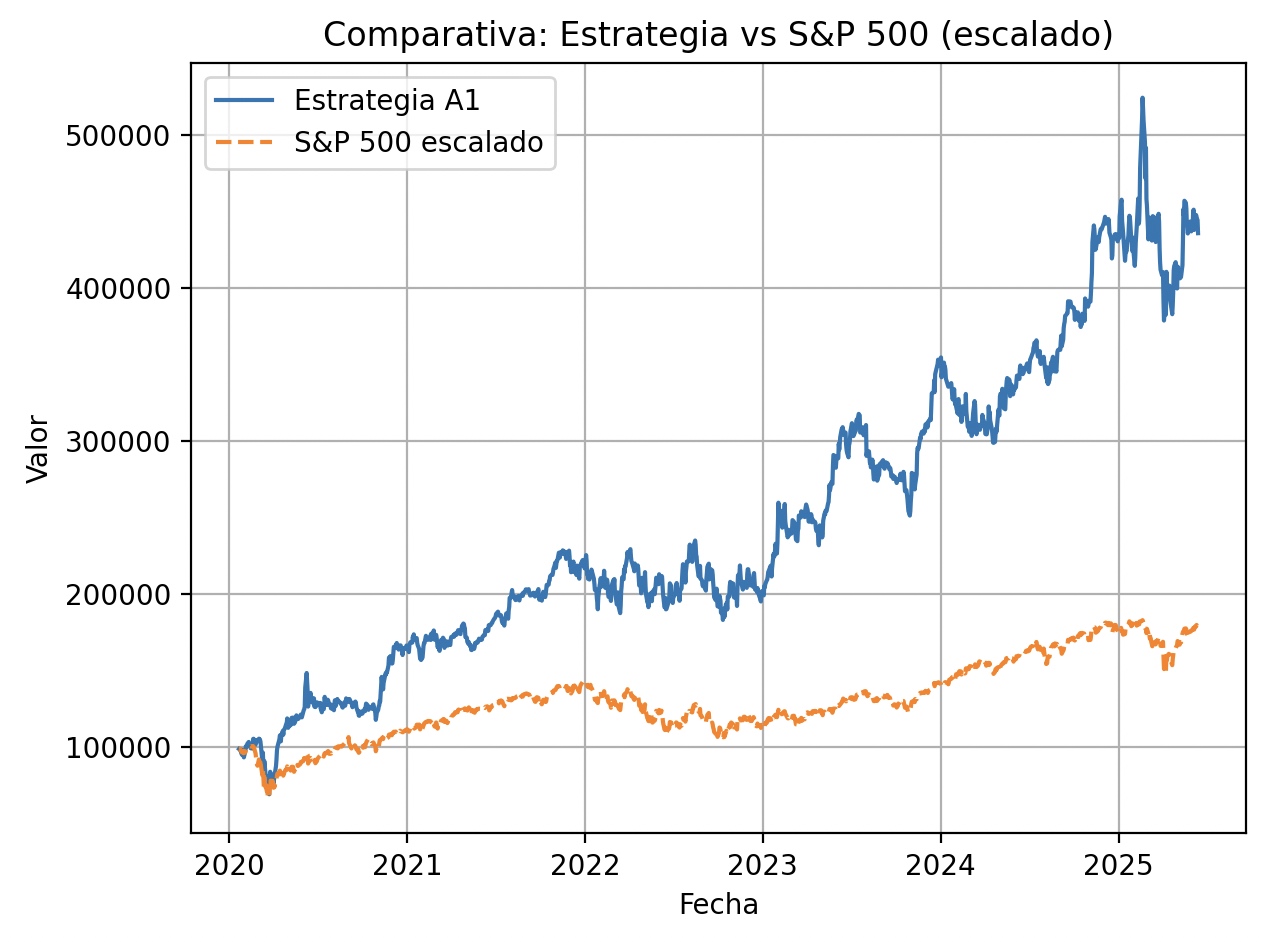 Comparativa: Estrategia vs S&P 500 (escalado)
Estrategia A1
S&P 500 escalado
500000
400000
300000
200000
100000
Valor
2020 2021 2022 2023 2024 2025
Fecha